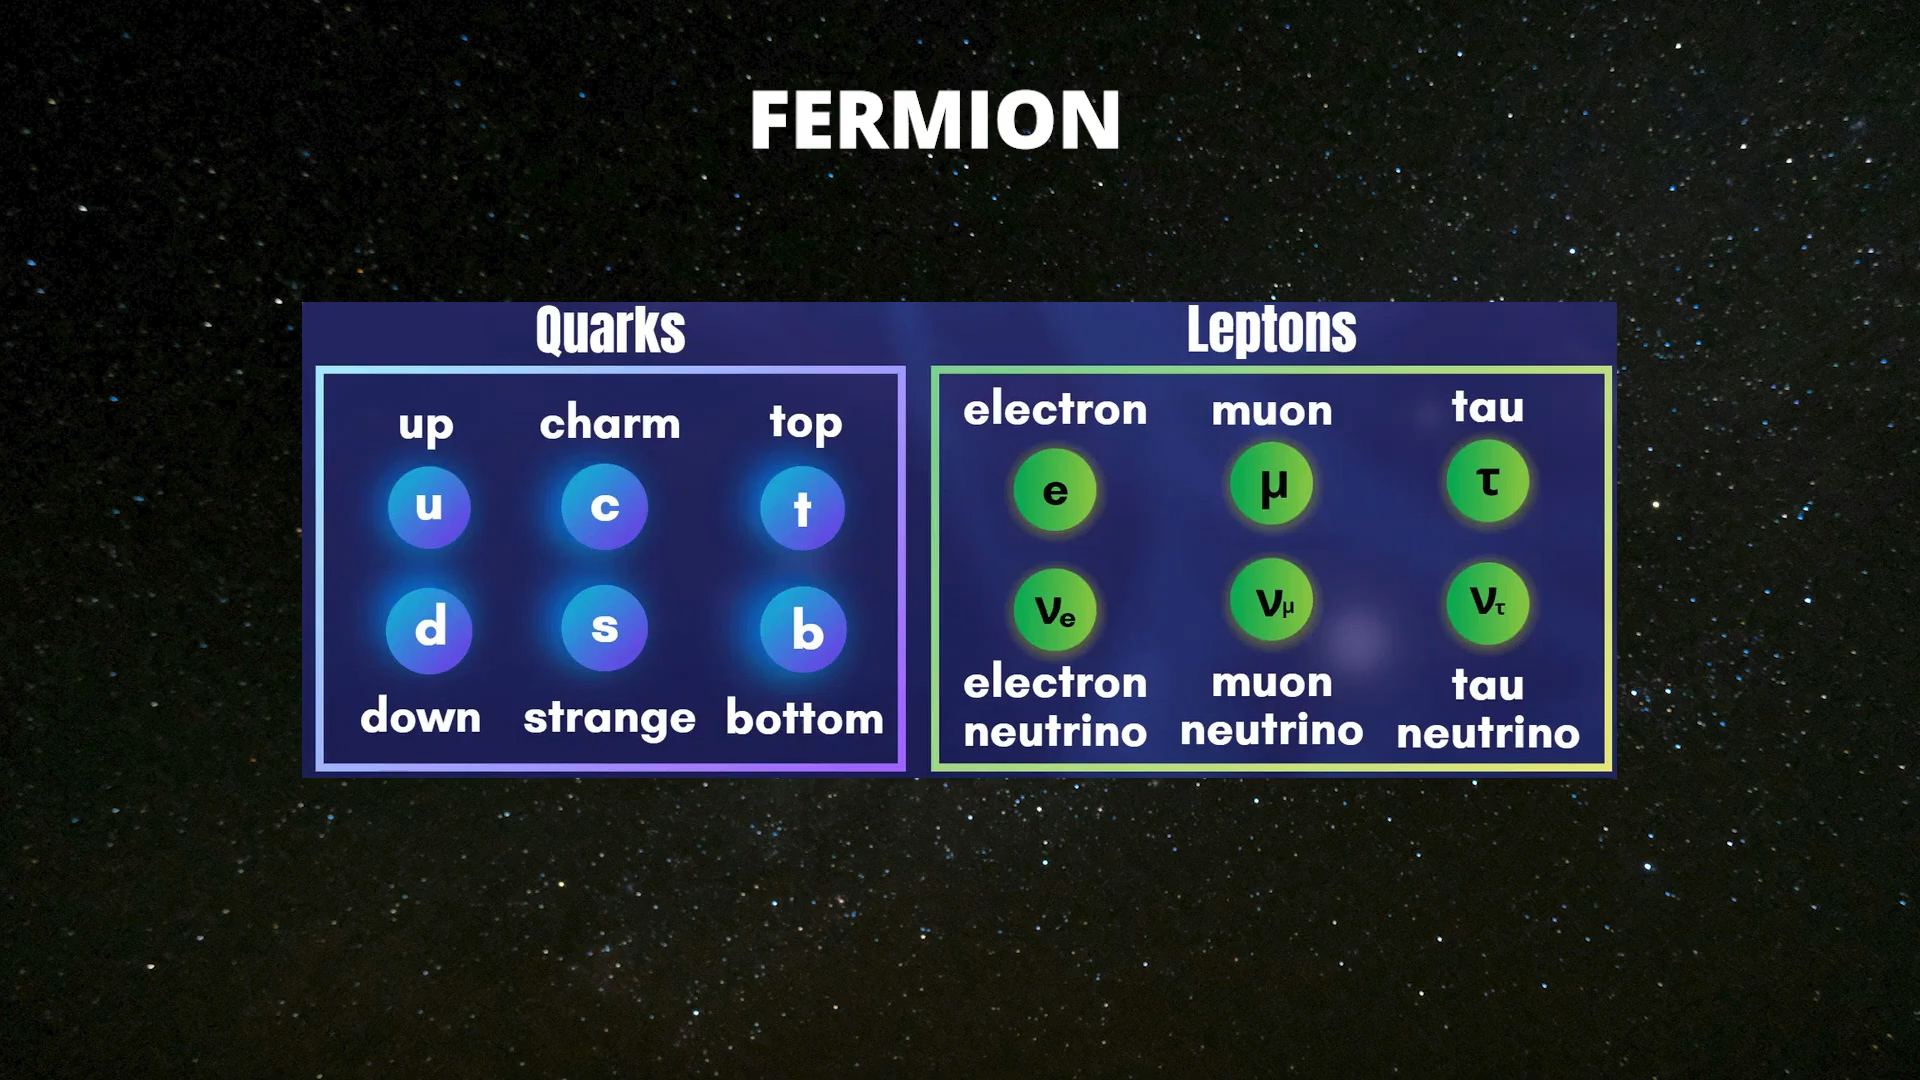 FERMION
Quarks
up charm top
u c t
d s b
down strange bottom
Leptons
electron muon tau
e μ τ
νe νμ ντ
electron muon tau
neutrino neutrino neutrino